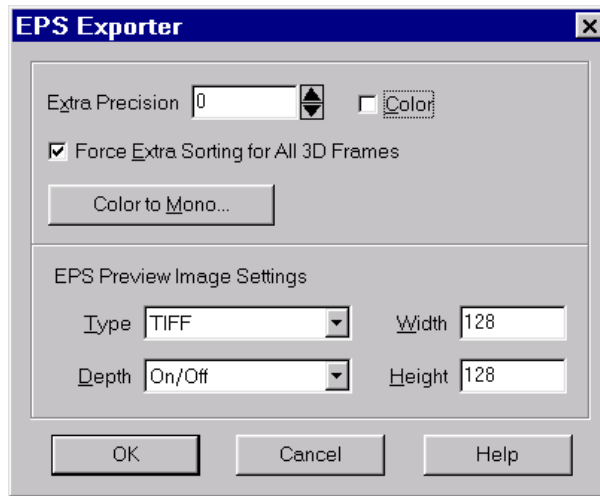 EPS Exporter
Extra Precision 0 Color
Force Extra Sorting for All 3D Frames
Color to Mono...
EPS Preview Image Settings
Type TIFF Width 128
Depth On/Off Height 128
OK Cancel Help